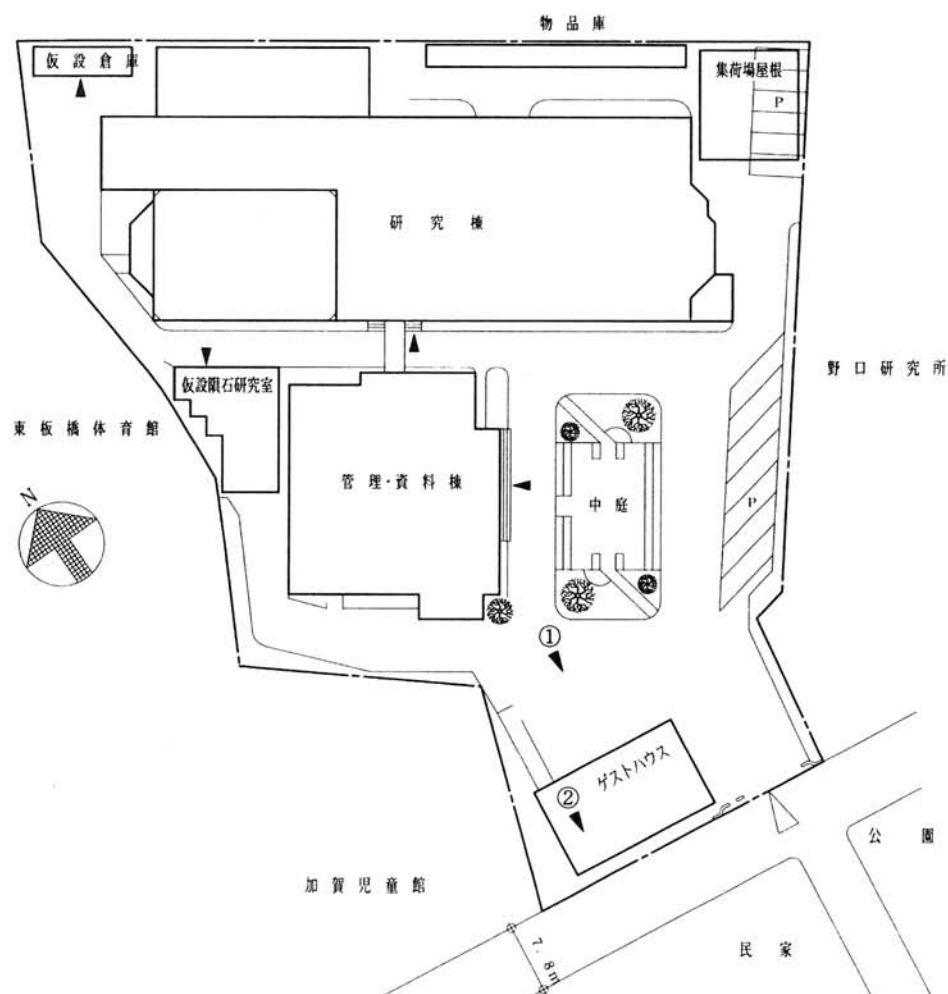 物品庫
仮設倉庫
集荷場屋根
P
研究棟
野口研究所
仮設隕石研究室
東板橋体育館
管理・資料棟
中庭
P
N
①
ゲストハウス
②
公園
加賀児童館
民家
7.8m